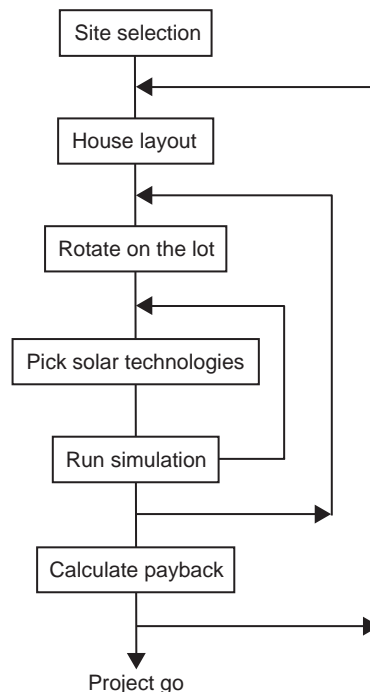 Site selection
House layout
Rotate on the lot
Pick solar technologies
Run simulation
Calculate payback
Project go